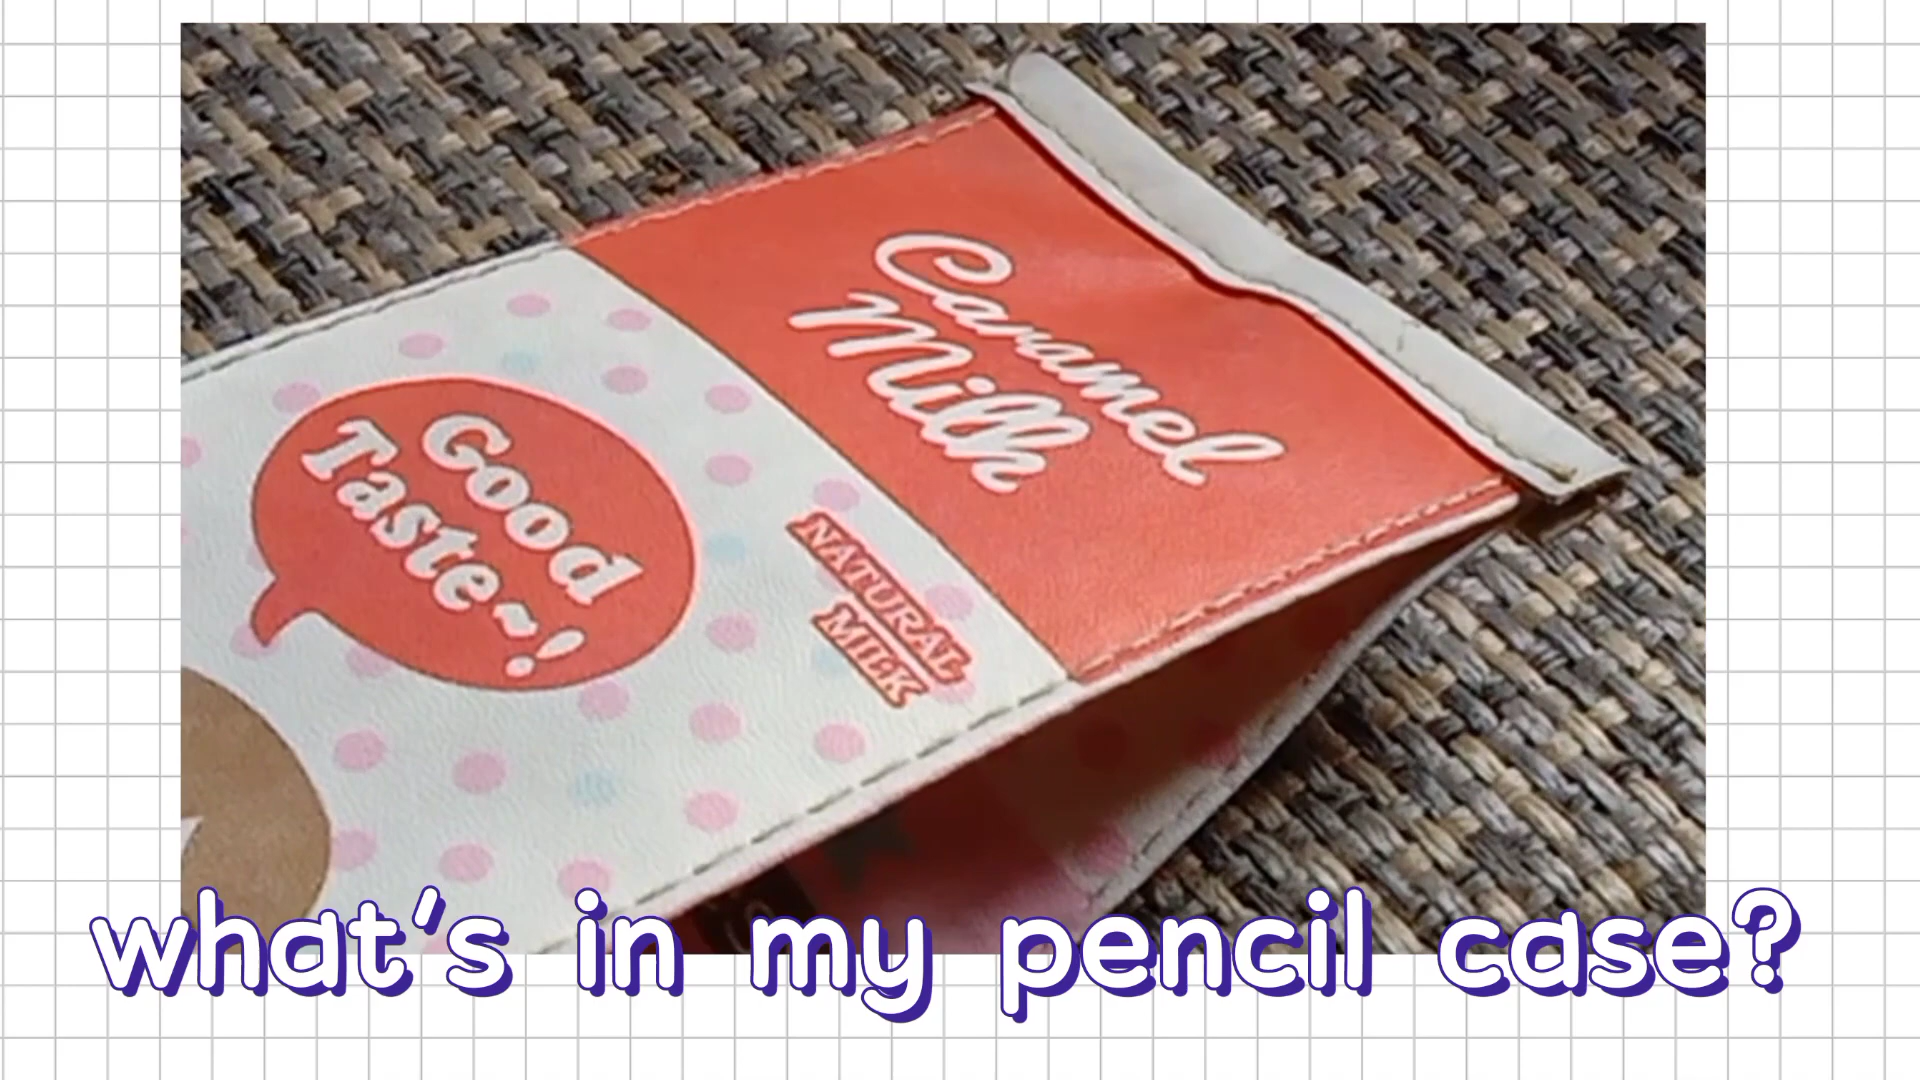 Caramel
Milk
Good
Taste~!
NATURAL
MILK
what's in my pencil case?